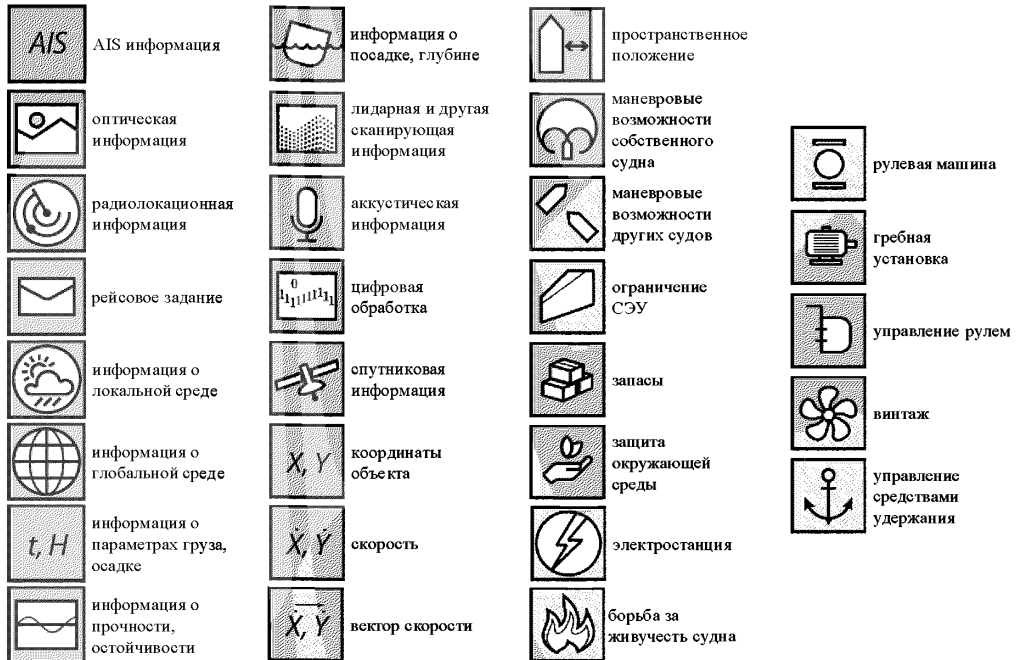 AIS
AIS информация
оптическая
информация
радиолокационная
информация
рейсовое задание
информация о
локальной среде
информация о
глобальной среде
t, H
информация о
параметрах груза,
осадке
информация о
прочности,
остойчивости
информация о
посадке, глубине
лидарная и другая
сканирующая
информация
аккустическая
информация
цифровая
обработка
спутниковая
информация
X, Y
координаты
объекта
Ẋ, Ẏ
скорость
Ẋ, Ẏ
вектор скорости
пространственное
положение
маневровые
возможности
собственного
судна
маневровые
возможности
других судов
ограничение
СЭУ
запасы
защита
окружающей
среды
электростанция
борьба за
живучесть судна
рулевая машина
гребная
установка
управление рулем
винтаж
управление
средствами
удержания